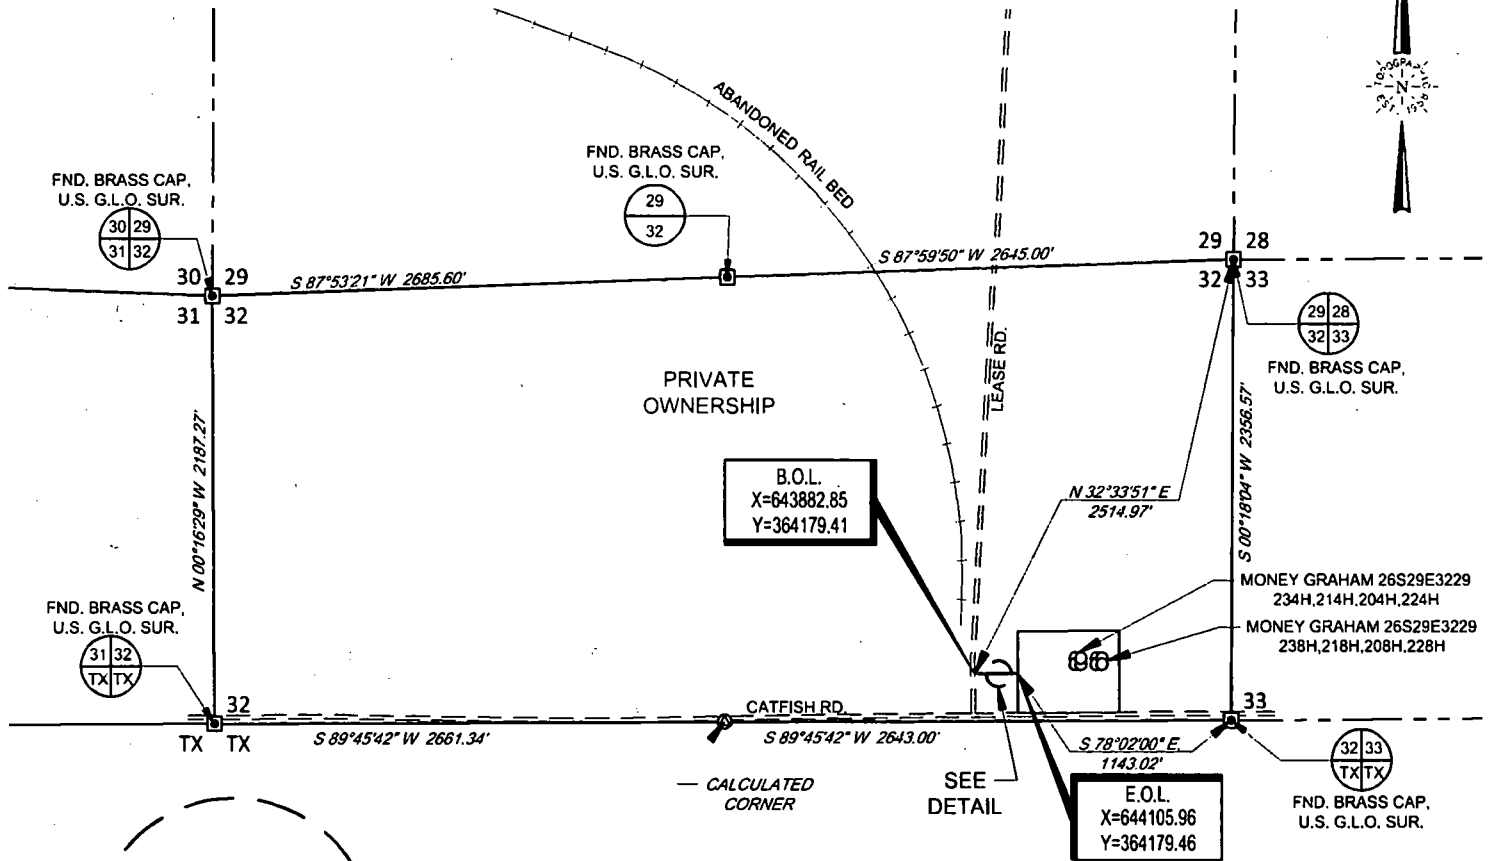 ABANDONED RAIL BED
N
FND. BRASS CAP,
U.S. G.L.O. SUR.
30 29
31 32
FND. BRASS CAP,
U.S. G.L.O. SUR.
29
32
30 29
31 32
S 87°53'21" W 2685.60'
S 87°59'50" W 2645.00'
29 28
32 33
29 28
32 33
FND. BRASS CAP,
U.S. G.L.O. SUR.
PRIVATE
OWNERSHIP
LEASE RD.
N 00°16'29" W 2187.27'
S 00°18'04" W 2356.57'
B.O.L.
X=643882.85
Y=364179.41
N 32°33'51" E
2514.97'
MONEY GRAHAM 26S29E3229
234H,214H,204H,224H
MONEY GRAHAM 26S29E3229
238H,218H,208H,228H
FND. BRASS CAP,
U.S. G.L.O. SUR.
31 32
TX TX
32
TX TX
CATFISH RD.
33
S 89°45'42" W 2661.34'
S 89°45'42" W 2643.00'
S 78°02'00" E,
1143.02'
CALCULATED
CORNER
SEE
DETAIL
E.O.L.
X=644105.96
Y=364179.46
32 33
TX TX
FND. BRASS CAP,
U.S. G.L.O. SUR.